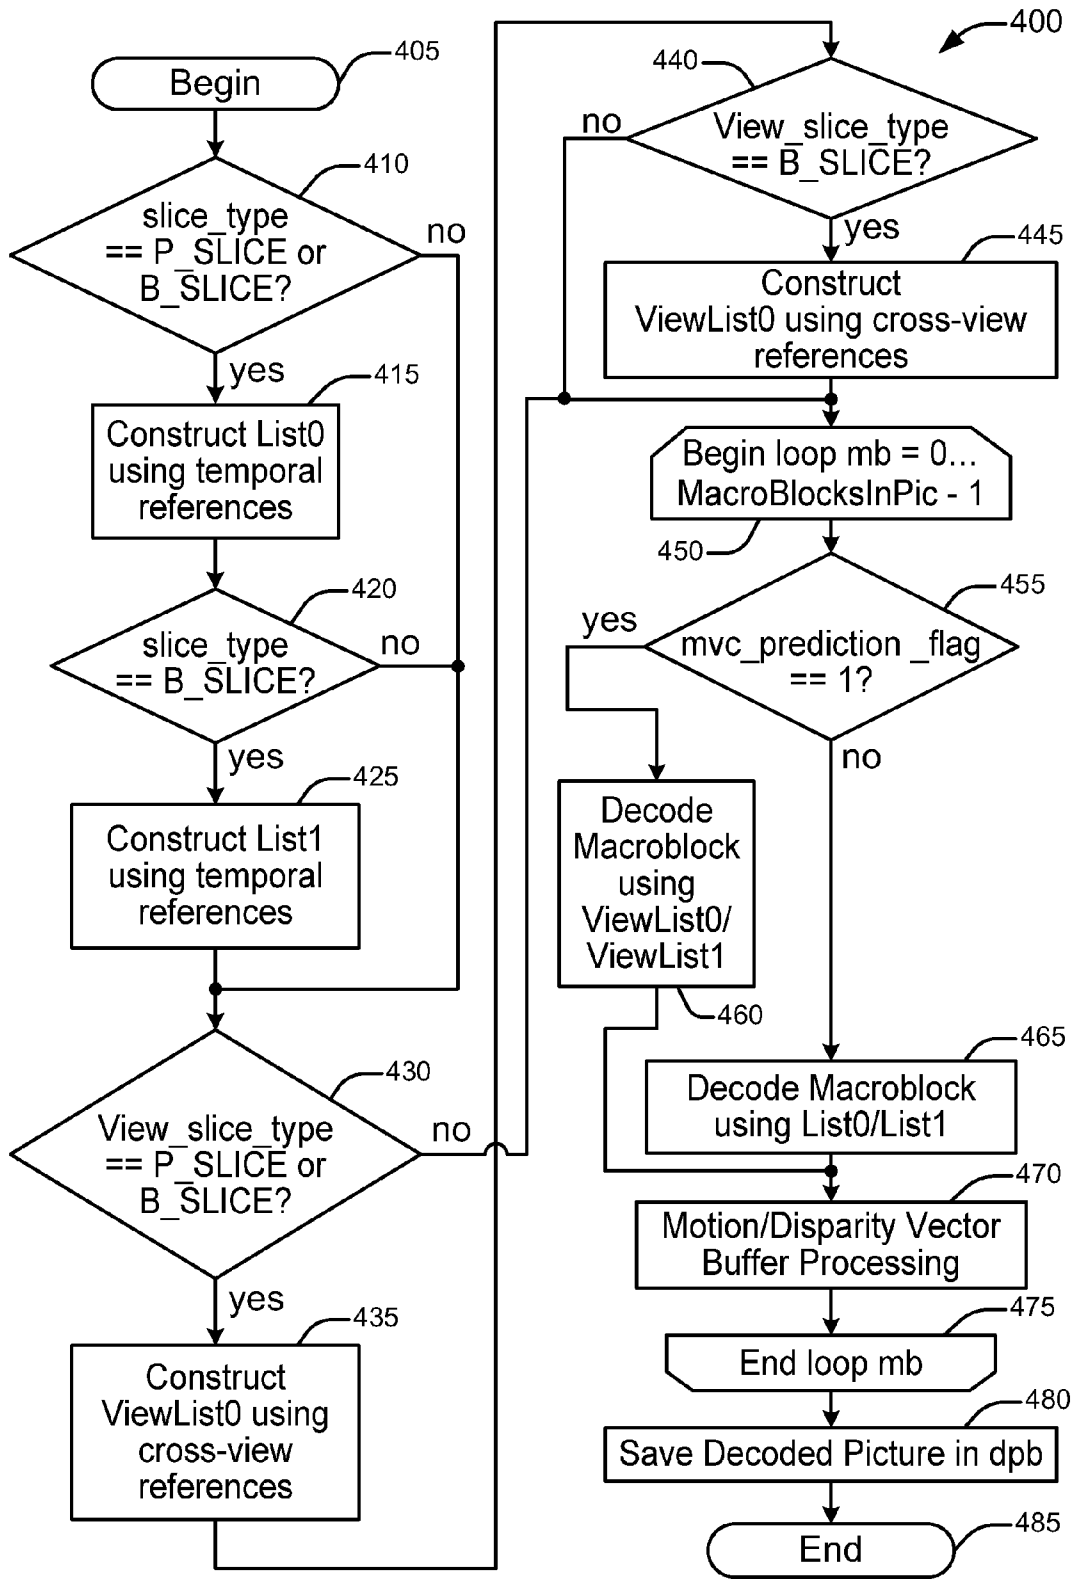 400
405
Begin
410
slice_type
== P_SLICE or
B_SLICE?
no
yes
415
Construct List0
using temporal
references
420
slice_type
== B_SLICE?
no
yes
425
Construct List1
using temporal
references
430
View_slice_type
== P_SLICE or
B_SLICE?
no
yes
435
Construct
ViewList0 using
cross-view
references
440
View_slice_type
== B_SLICE?
no
yes
445
Construct
ViewList0 using cross-view
references
Begin loop mb = 0...
MacroBlocksInPic - 1
450
455
mvc_prediction _flag
== 1?
yes
no
Decode
Macroblock
using
ViewList0/
ViewList1
460
465
Decode Macroblock
using List0/List1
470
Motion/Disparity Vector
Buffer Processing
475
End loop mb
480
Save Decoded Picture in dpb
End
485